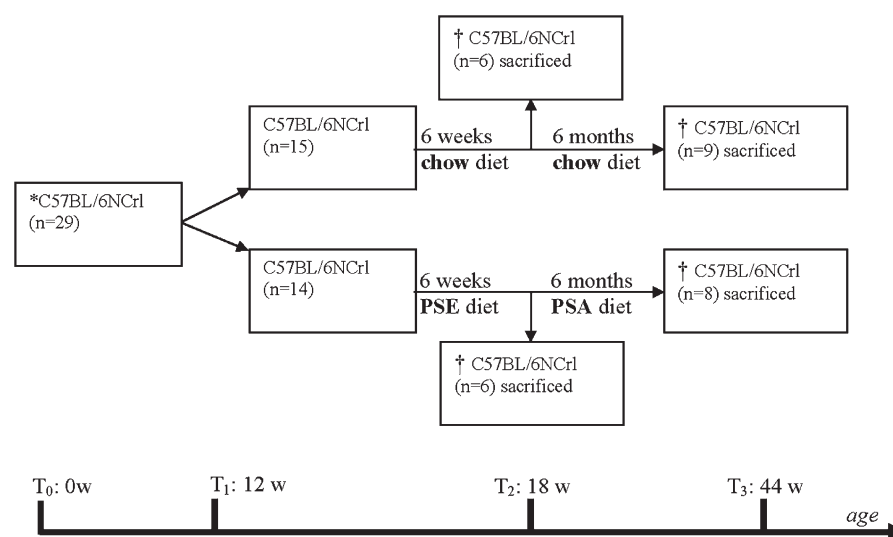 † C57BL/6NCrl
(n=6) sacrificed
C57BL/6NCrl
(n=15)
6 weeks
chow diet
6 months
chow diet
† C57BL/6NCrl
(n=9) sacrificed
*C57BL/6NCrl
(n=29)
C57BL/6NCrl
(n=14)
6 weeks
PSE diet
6 months
PSA diet
† C57BL/6NCrl
(n=8) sacrificed
† C57BL/6NCrl
(n=6) sacrificed
T₀: 0w
T₁: 12 w
T₂: 18 w
T₃: 44 w
age